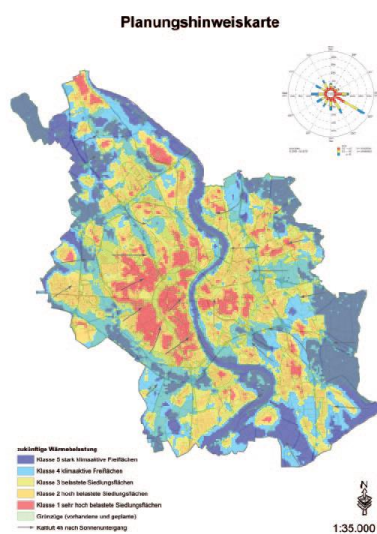 Planungshinweiskarte
zukünftige Wärmebelastung
Klasse 5 stark klimaaktive Freiflächen
Klasse 4 klimaaktive Freiflächen
Klasse 3 belastete Siedlungsflächen
Klasse 2 hoch belastete Siedlungsflächen
Klasse 1 sehr hoch belastete Siedlungsflächen
Grünzüge (vorhandene und geplante)
Kaltluft 4h nach Sonnenuntergang
1:35.000